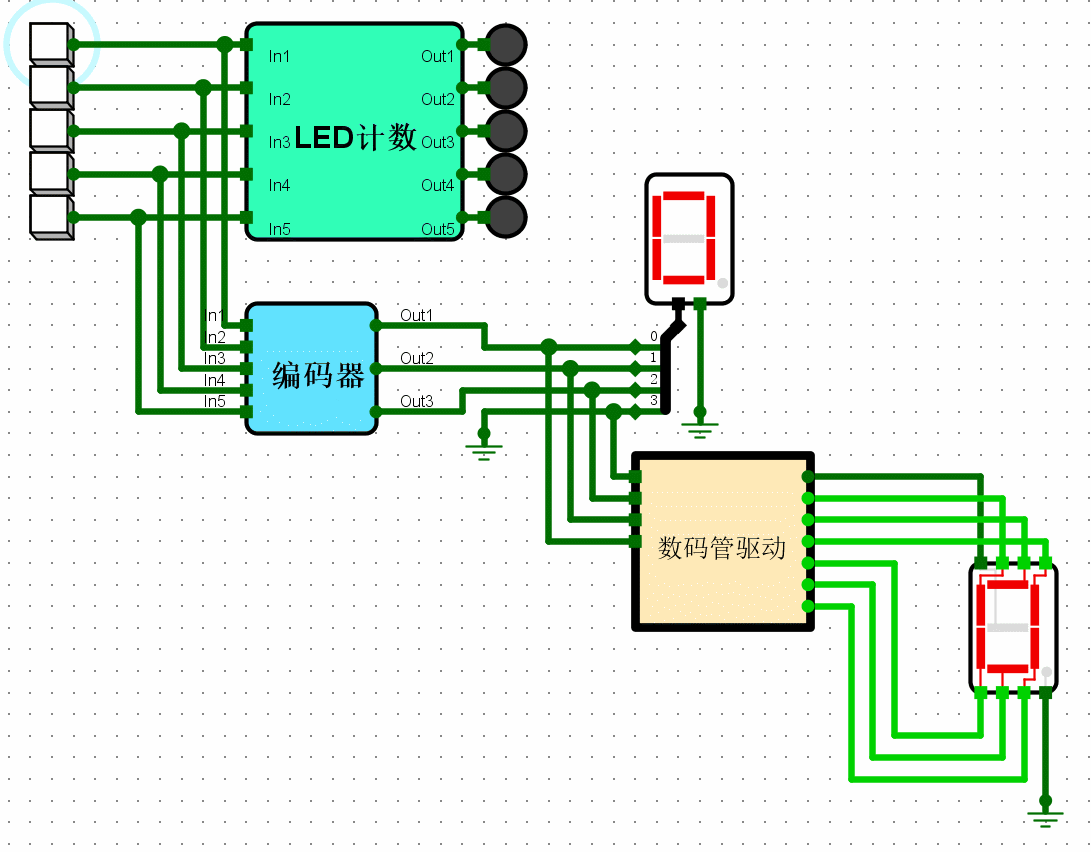 In1 Out1
In2 Out2
In3 LED计数 Out3
In4 Out4
In5 Out5
In1 Out1
In2
In3 编码器 Out2
In4
In5 Out3
0
1
2
3
数码管驱动